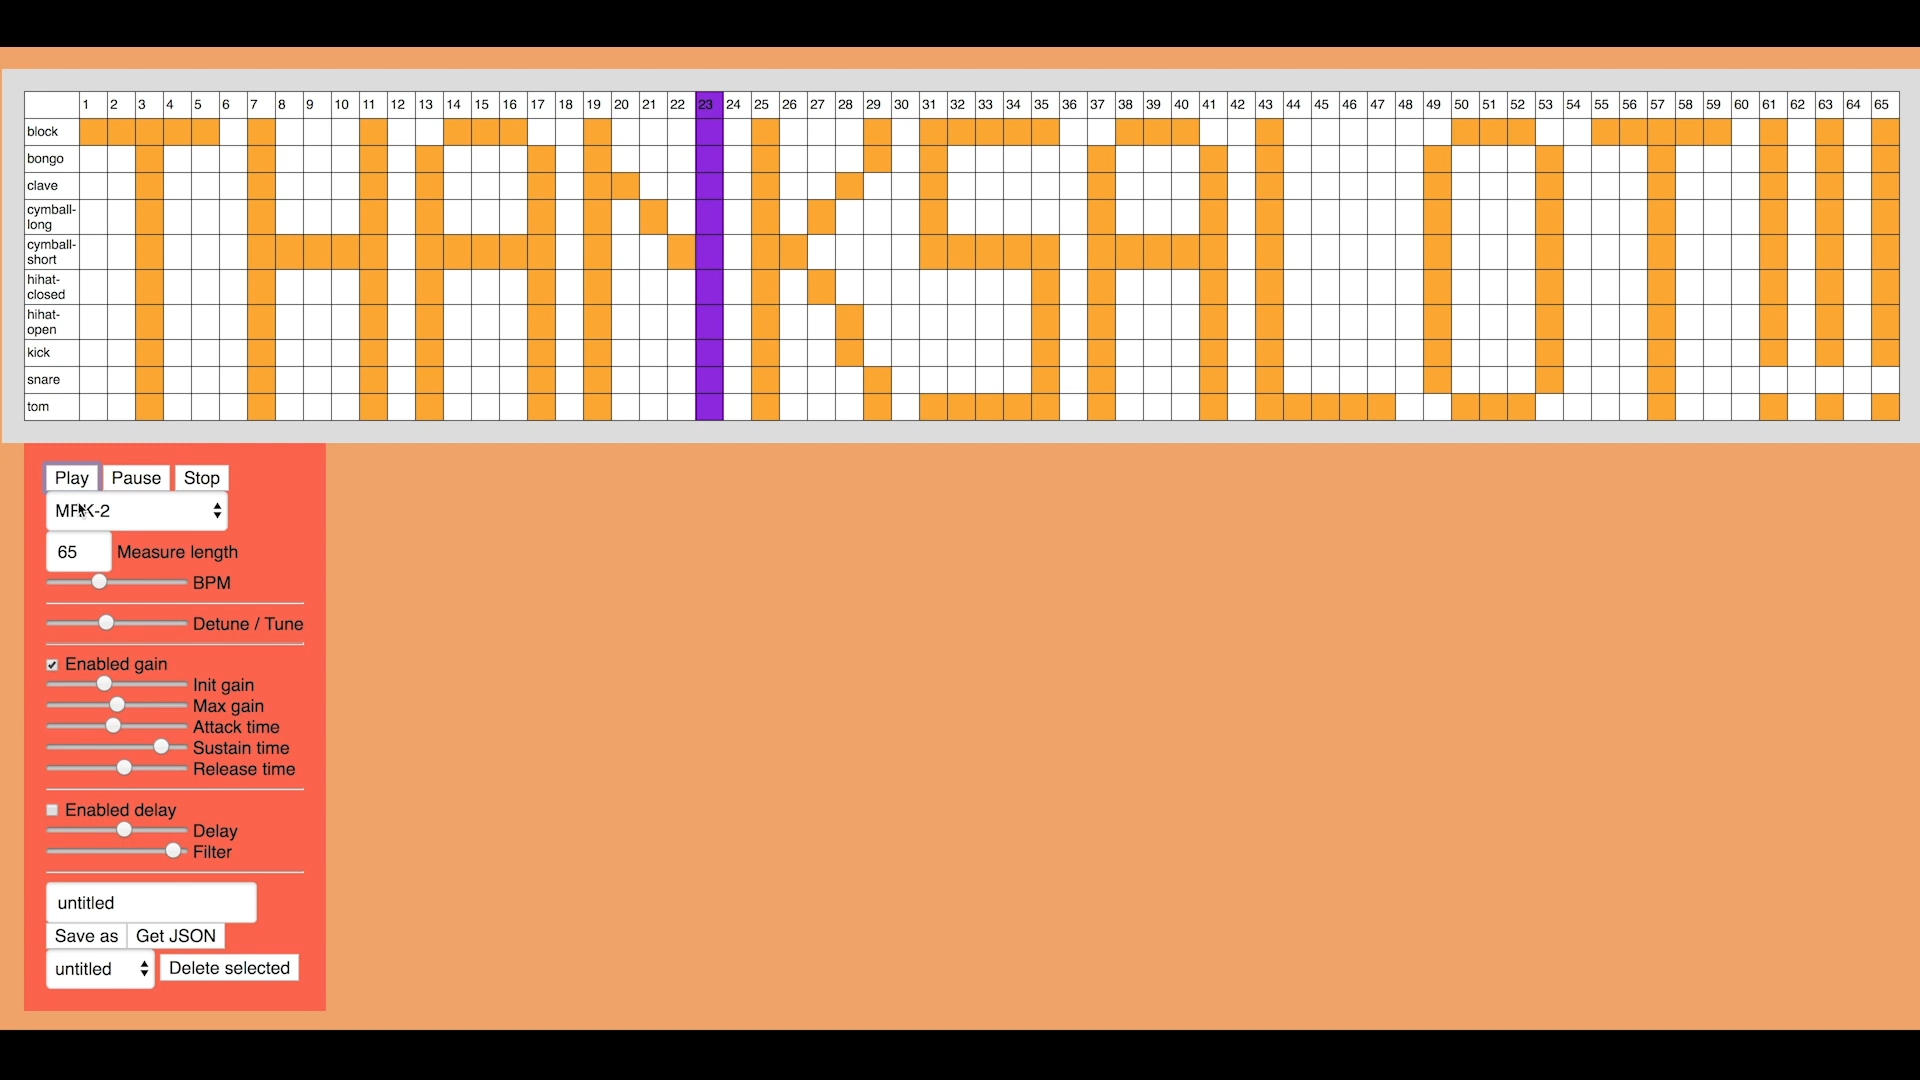 1 2 3 4 5 6 7 8 9 10 11 12 13 14 15 16 17 18 19 20 21 22 23 24 25 26 27 28 29 30 31 32 33 34 35 36 37 38 39 40 41 42 43 44 45 46 47 48 49 50 51 52 53 54 55 56 57 58 59 60 61 62 63 64 65
block
bongo
clave
cymball-
long
cymball-
short
hihat-
closed
hihat-
open
kick
snare
tom
THANKS A LOT!!!
Play Pause Stop
65 Measure length
BPM
Detune / Tune
Enabled gain
Init gain
Max gain
Attack time
Sustain time
Release time
Enabled delay
Delay
Filter
untitled
Save as Get JSON
untitled Delete selected